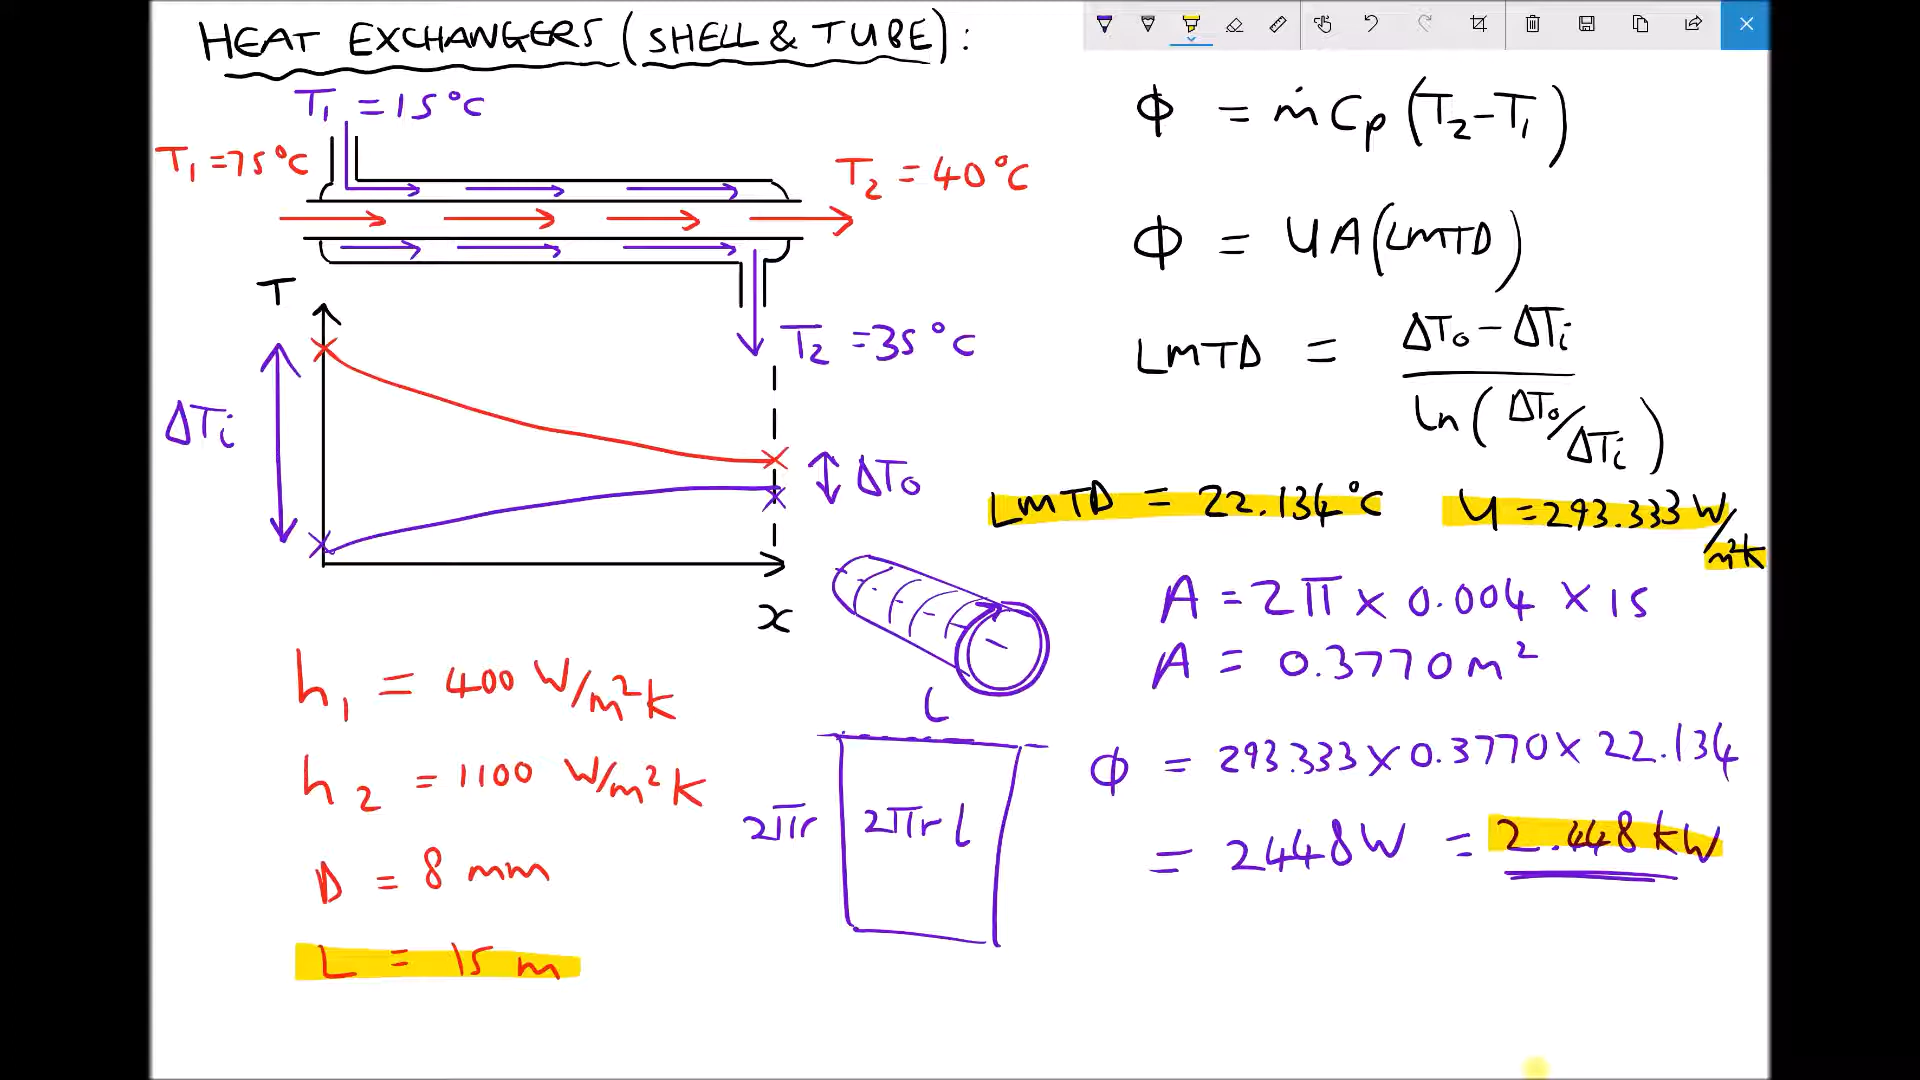 HEAT EXCHANGERS (SHELL & TUBE):
T₁ = 15°C
T₁ = 75°C
T₂ = 40°C
T
T₂ = 35°C
ΔTi
ΔTo
x
h₁ = 400 W/m²K
h₂ = 1100 W/m²K
D = 8 mm
L = 15 m
L
2πr
2πr l
Φ = ṁ Cp (T₂ - T₁)
Φ = UA(LMTD)
LMTD = ΔTo - ΔTi
ln (ΔTo/ΔTi)
LMTD = 22.134°C
U = 293.333 W/m²K
A = 2π × 0.004 × 15
A = 0.3770 m²
Φ = 293.333 × 0.3770 × 22.134
= 2448 W = 2.448 kW